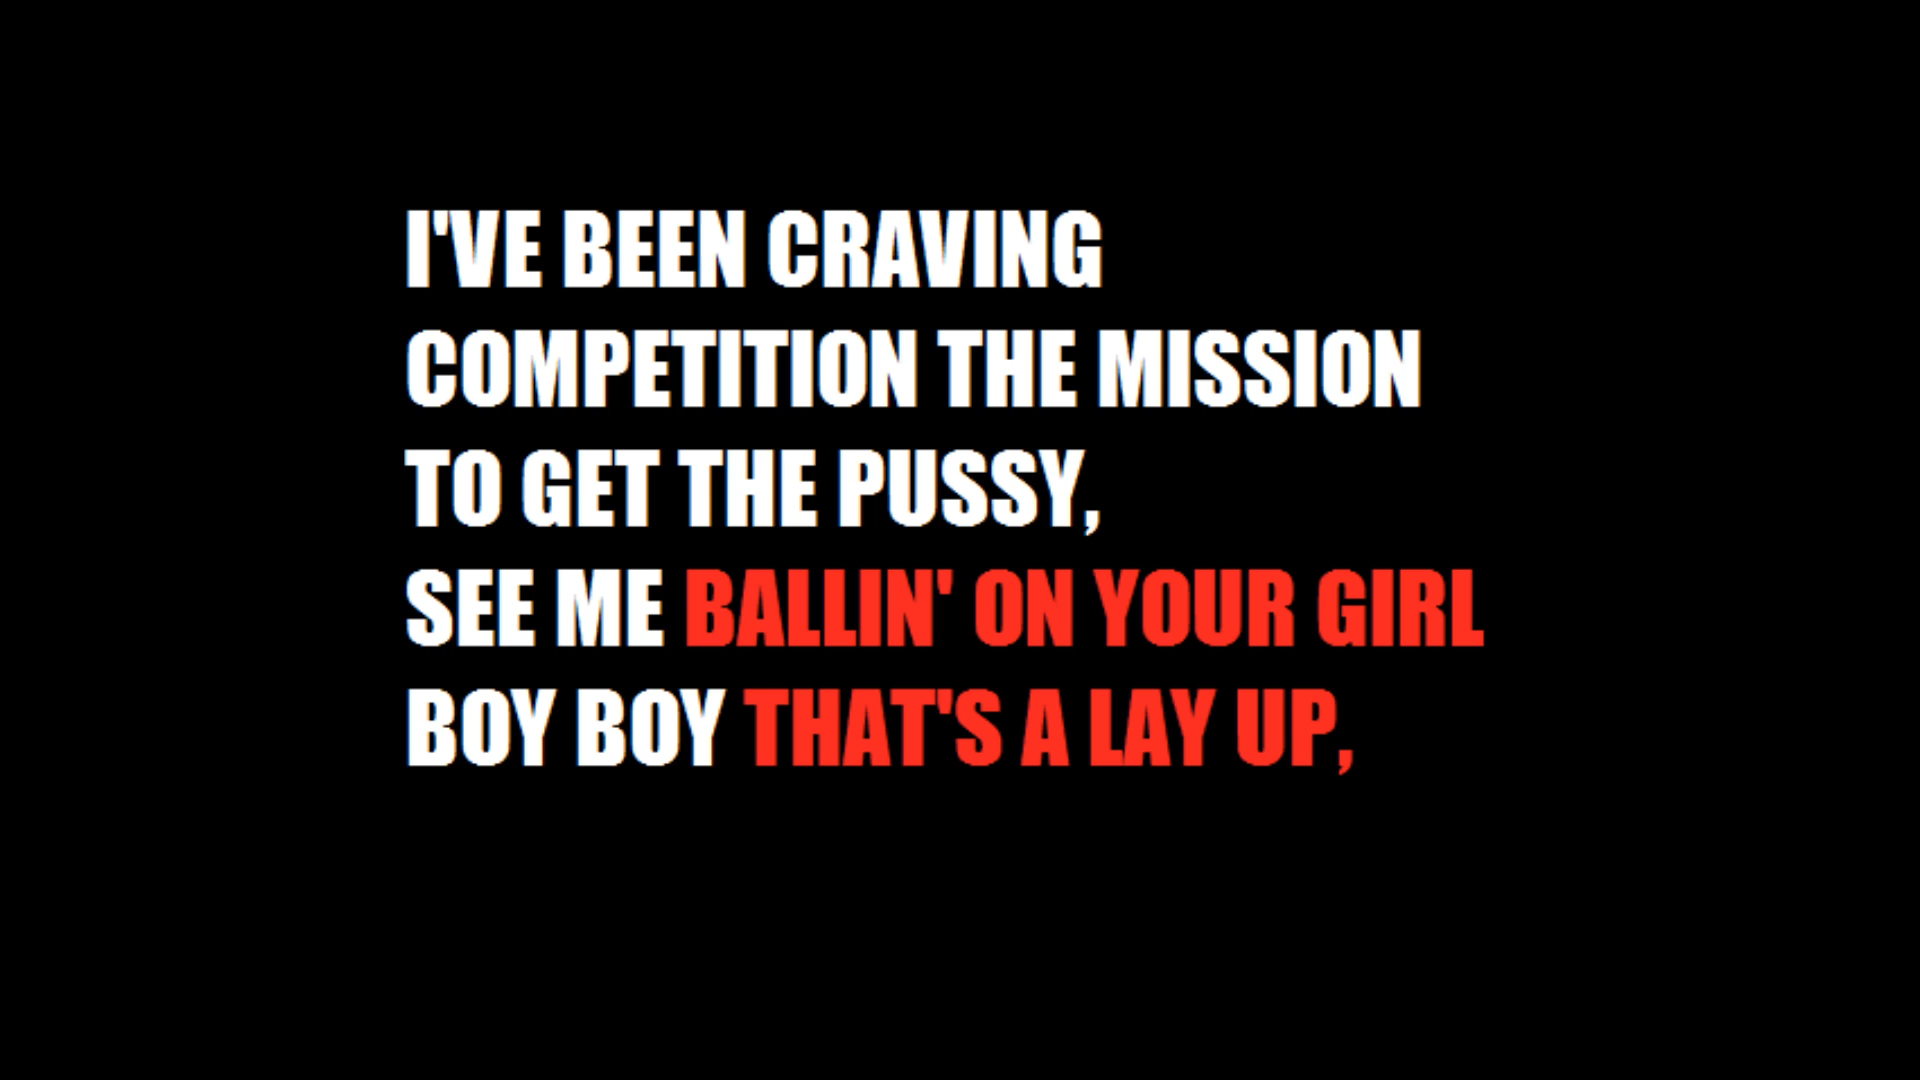 I'VE BEEN CRAVING
COMPETITION THE MISSION
TO GET THE PUSSY,
SEE ME BALLIN' ON YOUR GIRL
BOY BOY THAT'S A LAY UP,